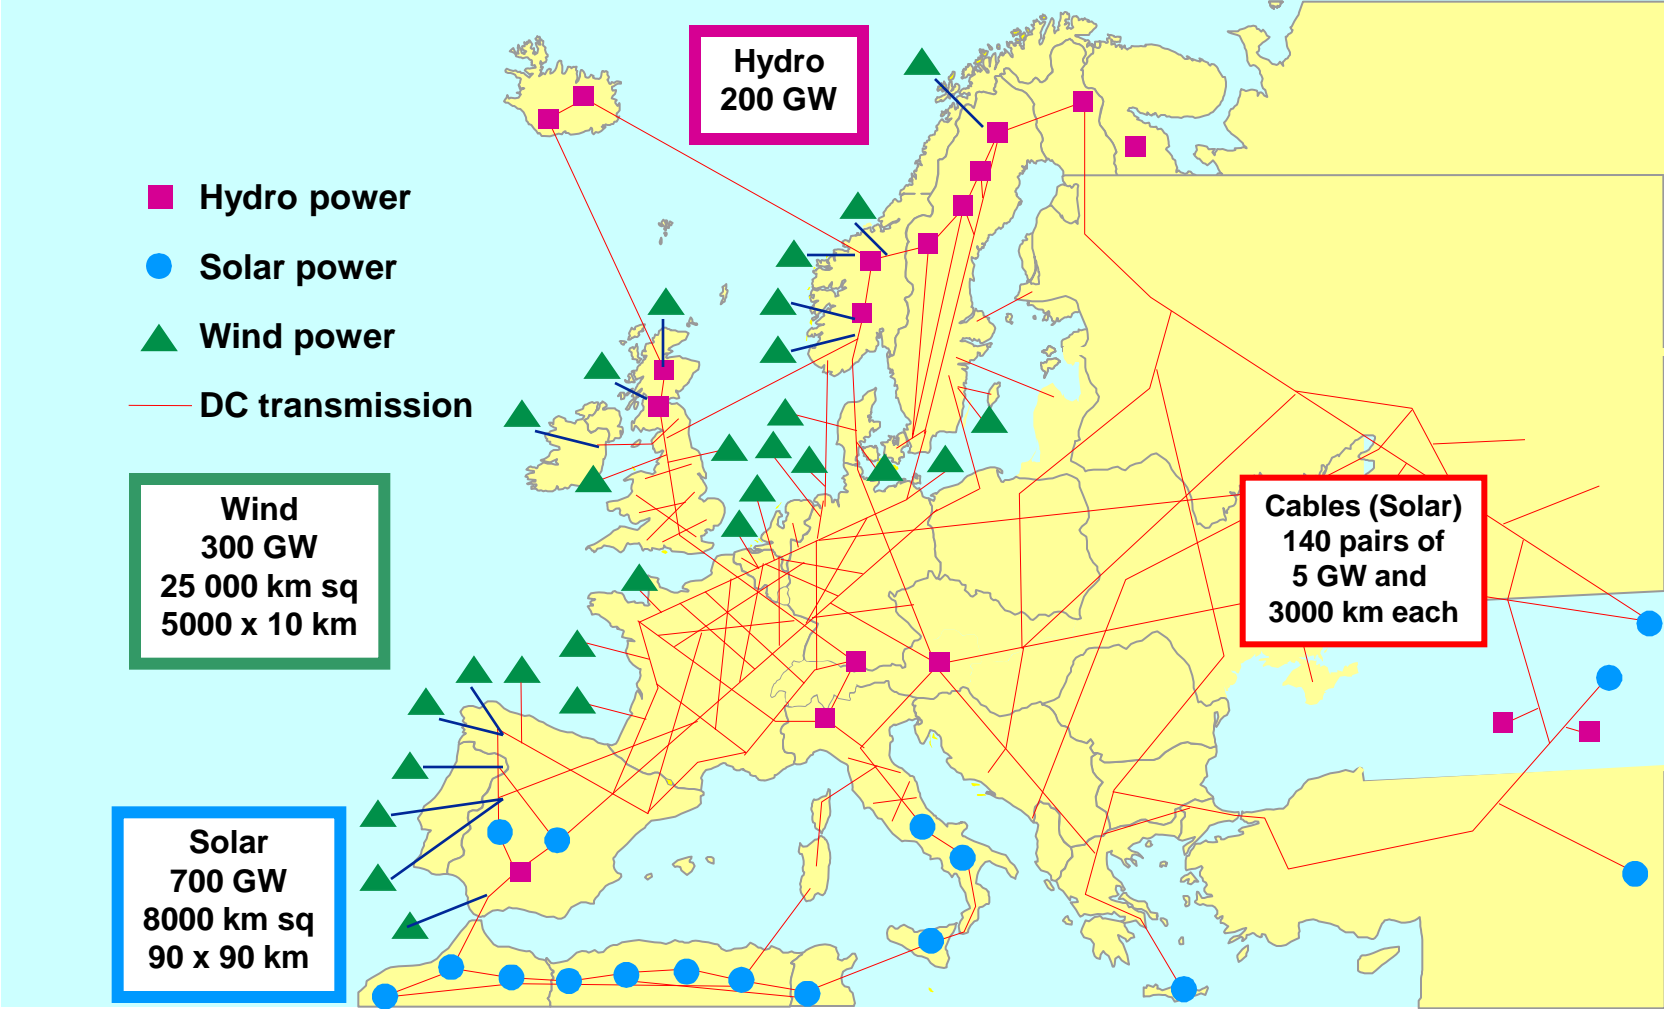 Hydro
200 GW
Hydro power
Solar power
Wind power
DC transmission
Wind
300 GW
25 000 km sq
5000 x 10 km
Cables (Solar)
140 pairs of
5 GW and
3000 km each
Solar
700 GW
8000 km sq
90 x 90 km